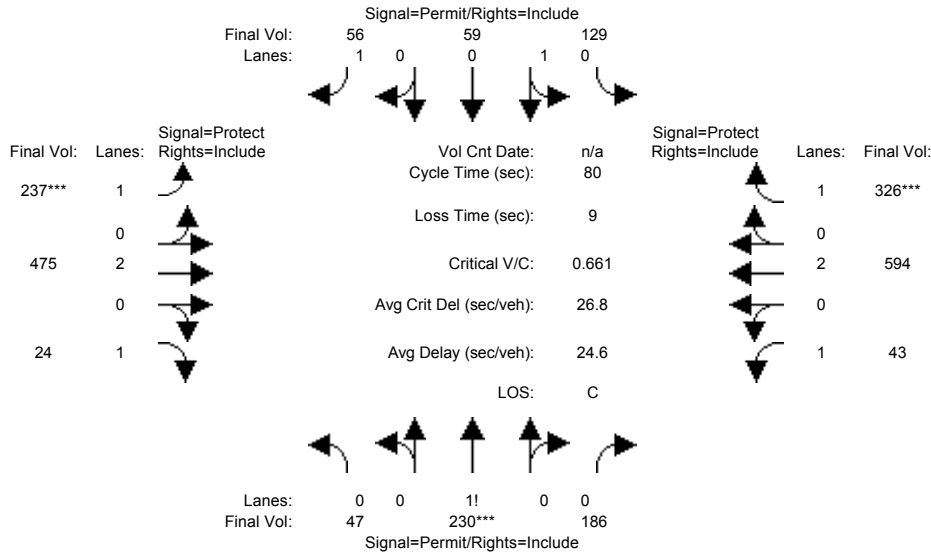 Signal=Permit/Rights=Include
Final Vol: 56 59 129
Lanes: 1 0 0 1 0
Signal=Protect Signal=Protect
Final Vol: Lanes: Rights=Include Vol Cnt Date: n/a Rights=Include Lanes: Final Vol:
Cycle Time (sec): 80
237*** 1 1 326***
Loss Time (sec): 9
0 0
475 2 Critical V/C: 0.661 2 594
0 Avg Crit Del (sec/veh): 26.8 0
24 1 Avg Delay (sec/veh): 24.6 1 43
LOS: C
Lanes: 0 0 1! 0 0
Final Vol: 47 230*** 186
Signal=Permit/Rights=Include